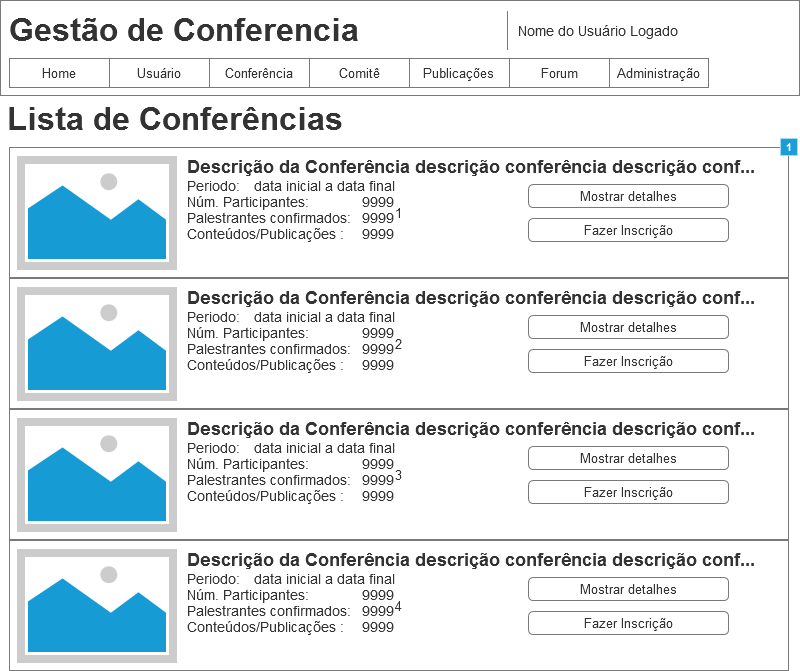 Gestão de Conferencia
Nome do Usuário Logado
Home Usuário Conferência Comitê Publicações Forum Administração
Lista de Conferências
1
Descrição da Conferência descrição conferência descrição conf...
Periodo: data inicial a data final
Núm. Participantes: 9999
Mostrar detalhes
Palestrantes confirmados: 9999 1
Conteúdos/Publicações : 9999
Fazer Inscrição
Descrição da Conferência descrição conferência descrição conf...
Periodo: data inicial a data final
Núm. Participantes: 9999
Mostrar detalhes
Palestrantes confirmados: 9999 2
Conteúdos/Publicações : 9999
Fazer Inscrição
Descrição da Conferência descrição conferência descrição conf...
Periodo: data inicial a data final
Núm. Participantes: 9999
Mostrar detalhes
Palestrantes confirmados: 9999 3
Conteúdos/Publicações : 9999
Fazer Inscrição
Descrição da Conferência descrição conferência descrição conf...
Periodo: data inicial a data final
Núm. Participantes: 9999
Mostrar detalhes
Palestrantes confirmados: 9999 4
Conteúdos/Publicações : 9999
Fazer Inscrição